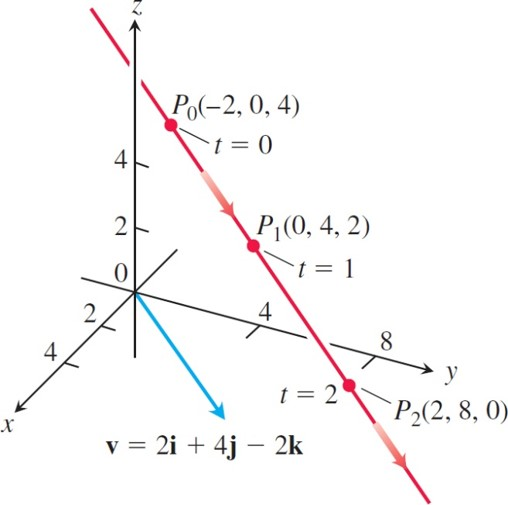 z
P₀(−2, 0, 4)
t = 0
4
P₁(0, 4, 2)
2
t = 1
0
2
4
8
4
y
t = 2
P₂(2, 8, 0)
x
v = 2i + 4j − 2k